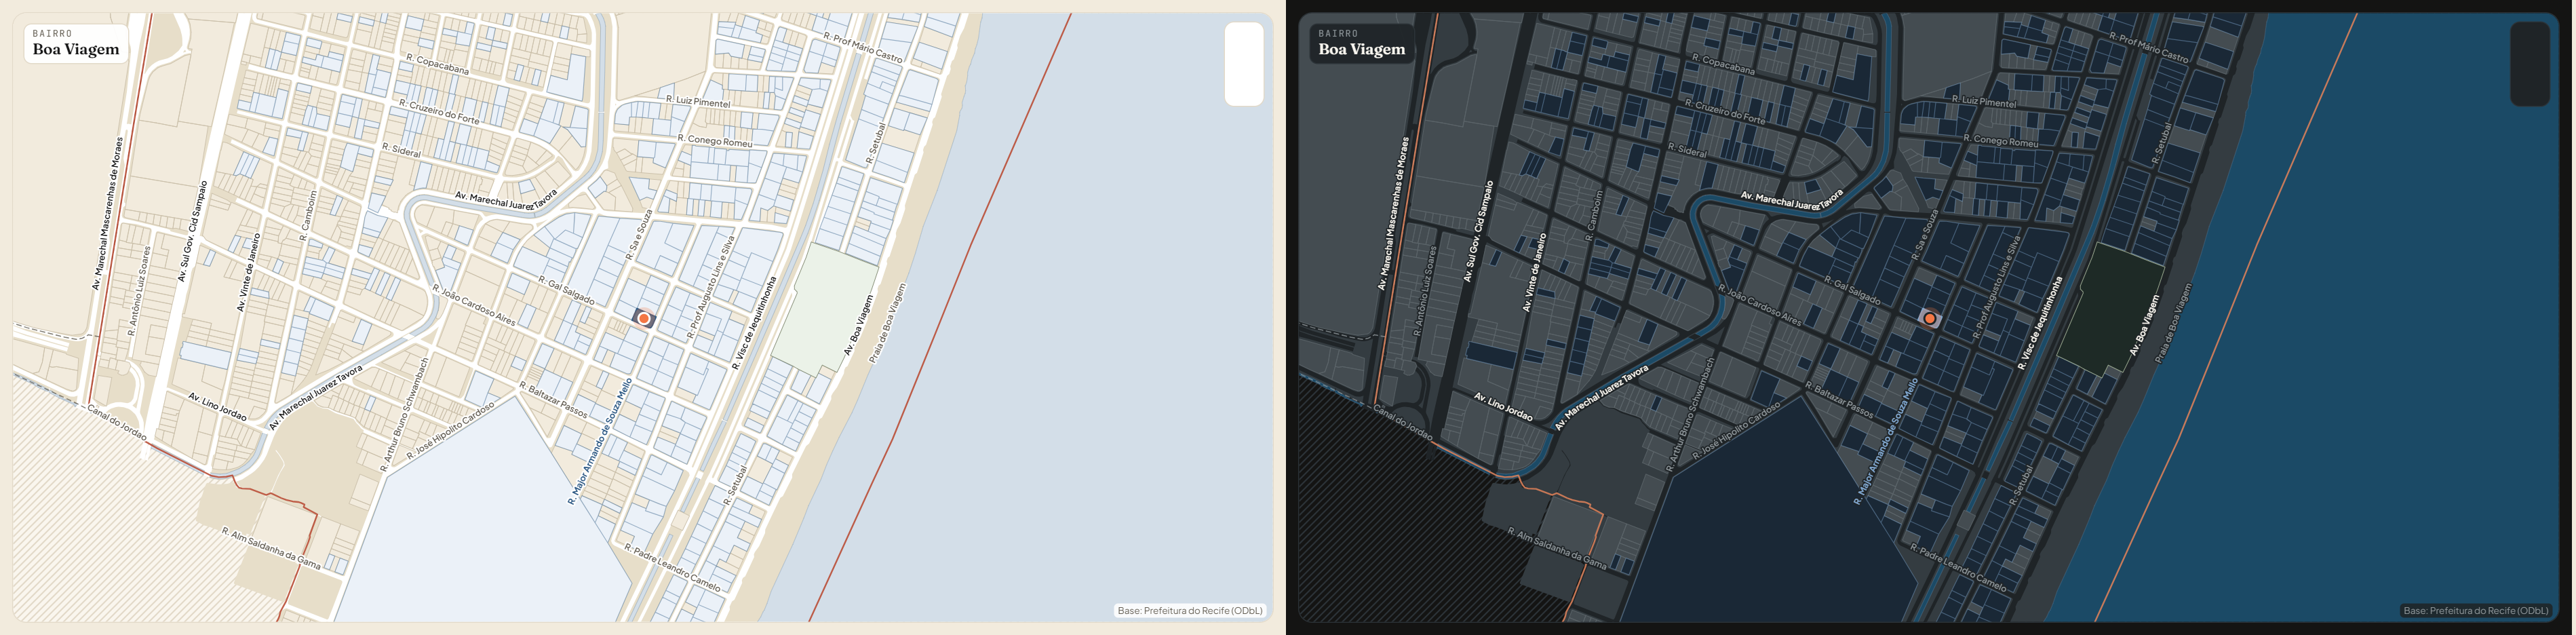 BAIRRO
Boa Viagem
R. Prof Mário Castro
R. Copacabana
R. Cruzeiro do Forte
R. Luiz Pimentel
R. Conego Romeu
R. Setubal
R. Sideral
Av. Marechal Mascarenhas de Moraes
Av. Sul Gov. Cid Sampaio
R. Camboim
Av. Marechal Juarez Tavora
R. Sa e Souza
R. Antônio Luiz Soares
Av. Vinte de Janeiro
R. Gal Salgado
R. João Cardoso Aires
R. Prof Augusto Lins e Silva
R. Visc de Jequitinhonha
Av. Boa Viagem
Praia de Boa Viagem
Av. Lino Jordao
Av. Marechal Juarez Tavora
R. Arthur Bruno Schwambach
R. Baltazar Passos
R. Major Armando de Souza Mello
Canal do Jordao
R. José Hipolito Cardoso
R. Setubal
R. Alm Saldanha da Gama
R. Padre Leandro Camelo
Base: Prefeitura do Recife (ODbL)
BAIRRO
Boa Viagem
R. Prof Mário Castro
R. Copacabana
R. Cruzeiro do Forte
R. Luiz Pimentel
R. Conego Romeu
R. Setubal
R. Sideral
Av. Marechal Mascarenhas de Moraes
Av. Sul Gov. Cid Sampaio
R. Camboim
Av. Marechal Juarez Tavora
R. Sa e Souza
R. Antônio Luiz Soares
Av. Vinte de Janeiro
R. Gal Salgado
R. João Cardoso Aires
R. Prof Augusto Lins e Silva
R. Visc de Jequitinhonha
Av. Boa Viagem
Praia de Boa Viagem
Av. Lino Jordao
Av. Marechal Juarez Tavora
R. Arthur Bruno Schwambach
R. Baltazar Passos
R. Major Armando de Souza Mello
Canal do Jordao
R. José Hipolito Cardoso
R. Setubal
R. Alm Saldanha da Gama
R. Padre Leandro Camelo
Base: Prefeitura do Recife (ODbL)